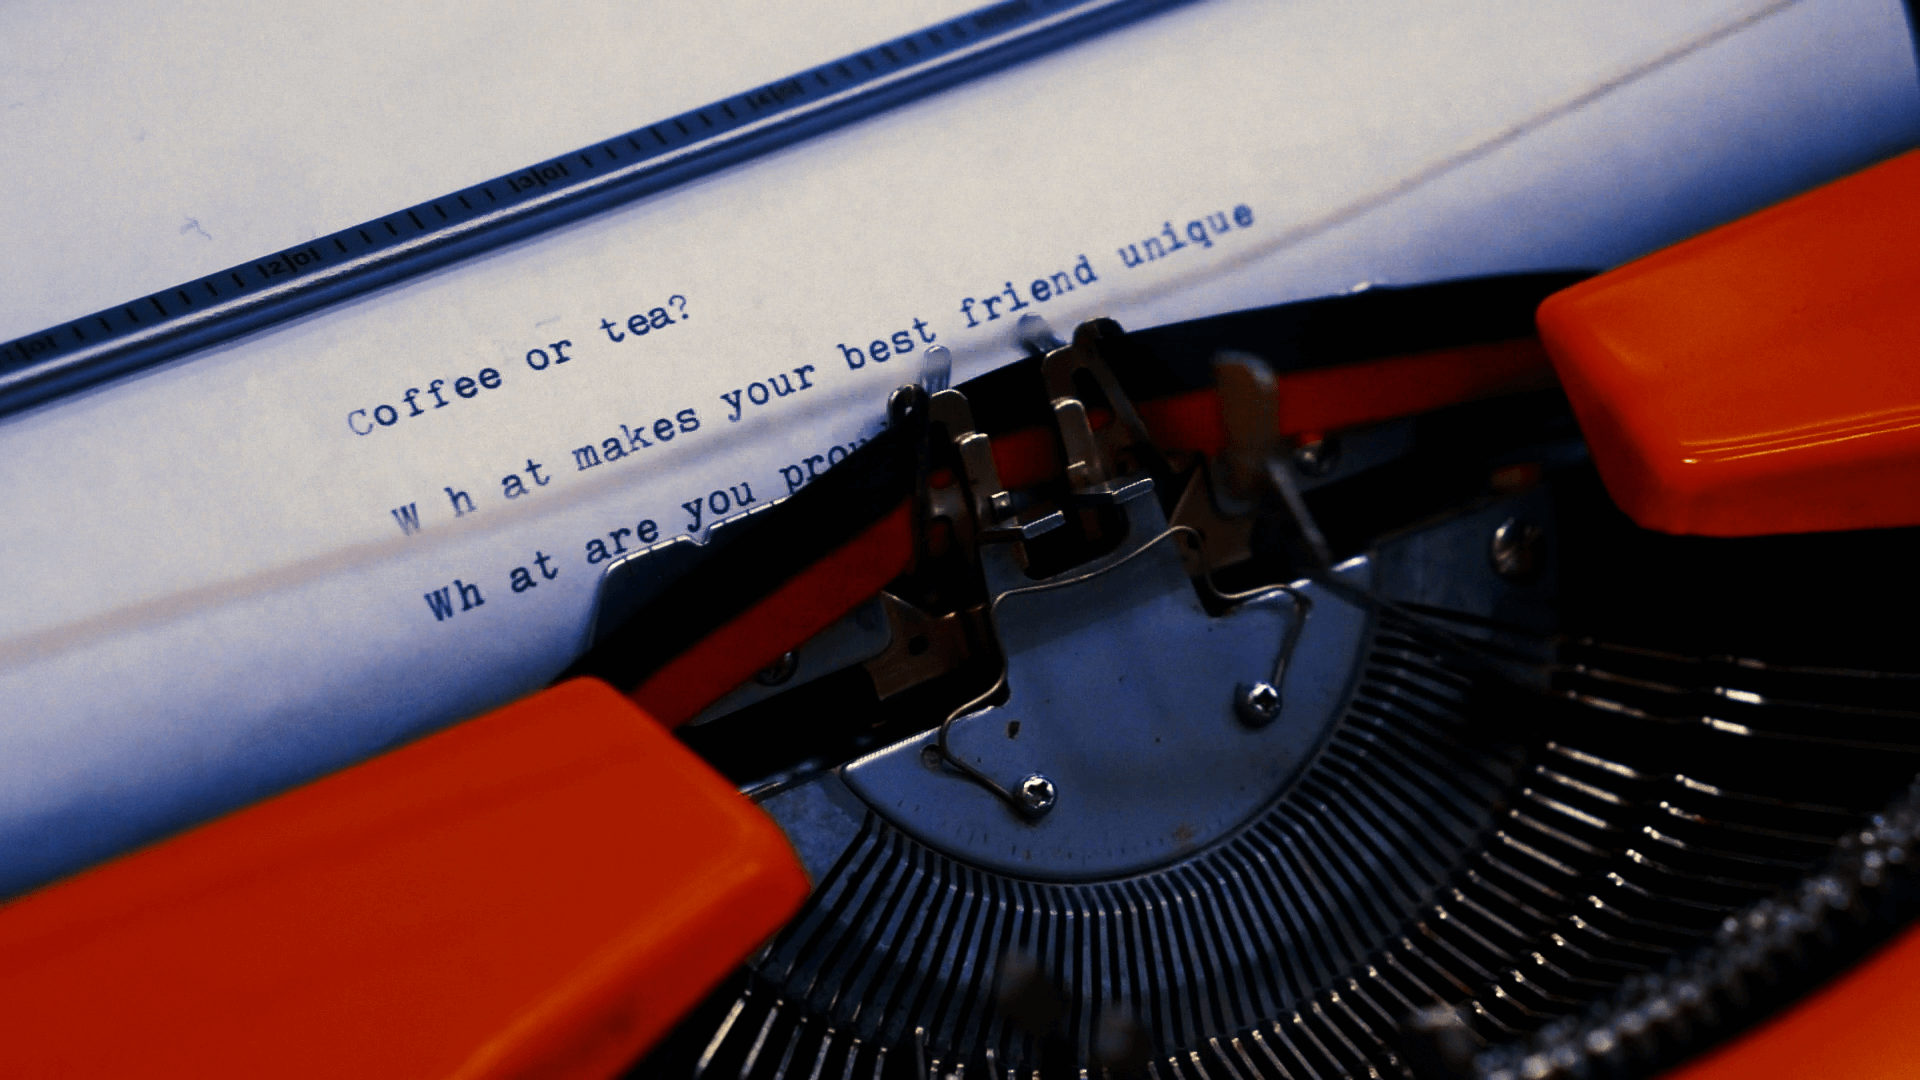 Coffee or tea?
W h at makes your best friend unique
Wh at are you